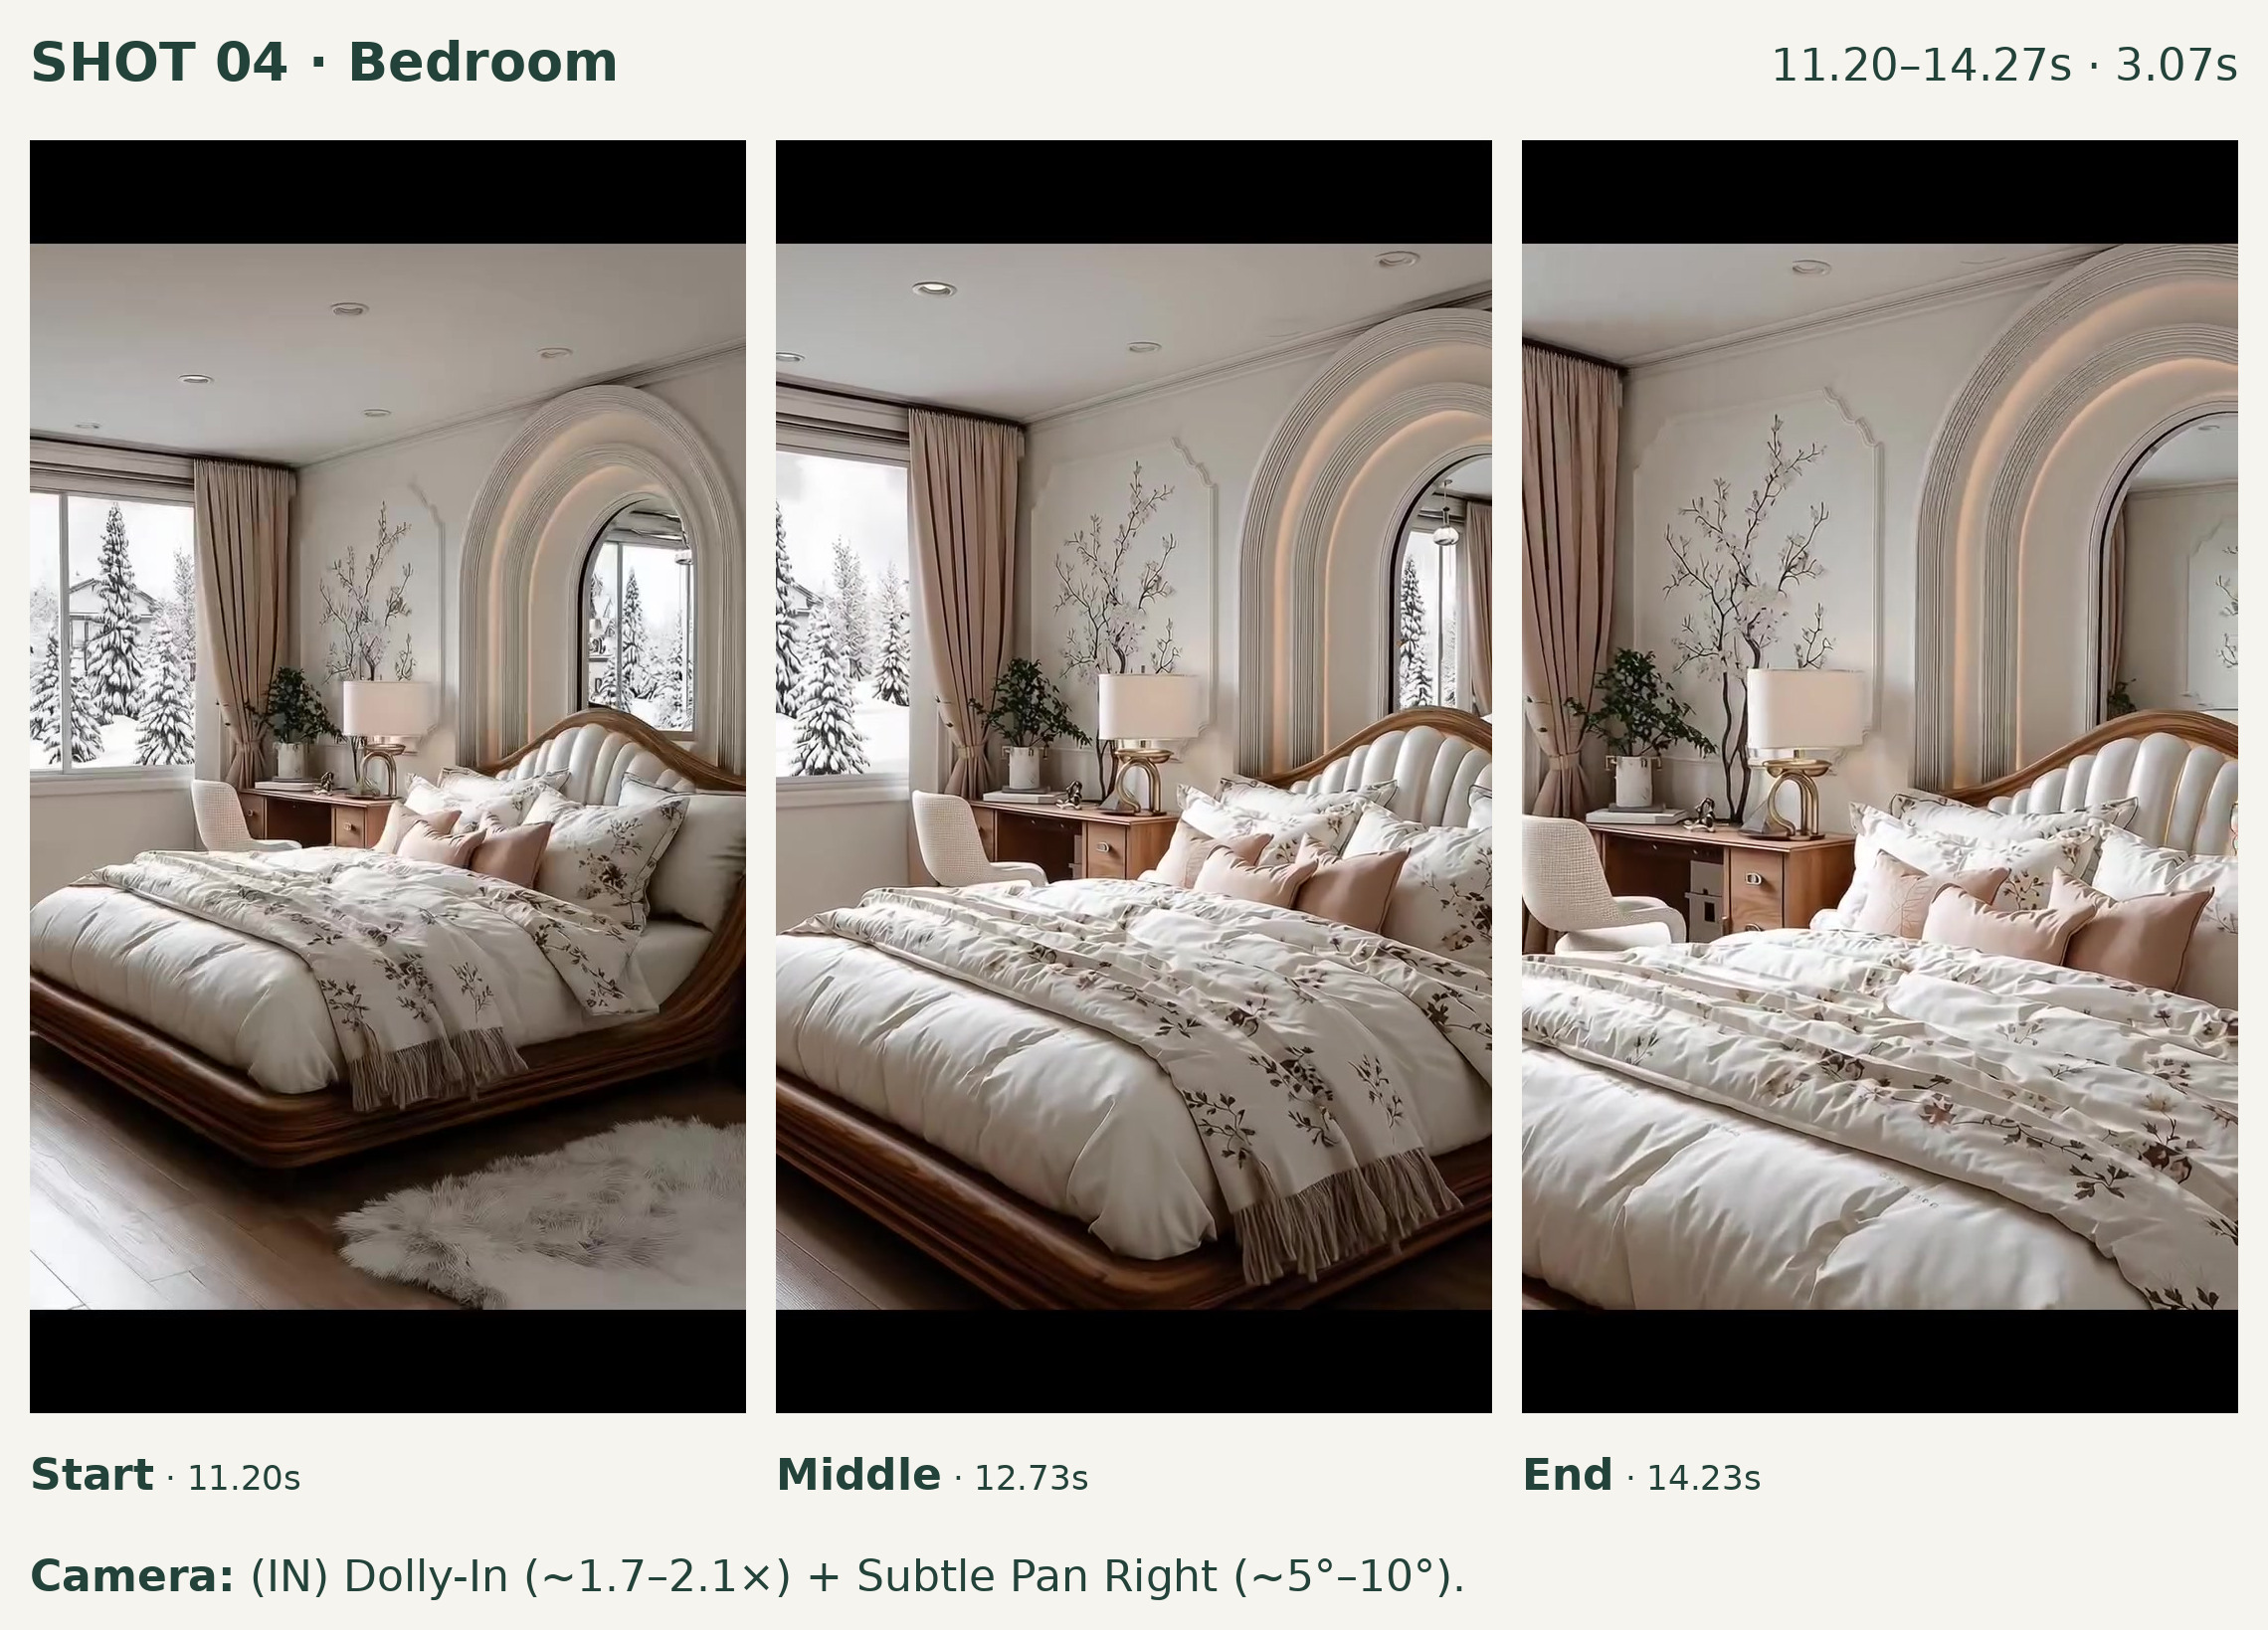 SHOT 04 · Bedroom
11.20–14.27s · 3.07s
Start · 11.20s
Middle · 12.73s
End · 14.23s
Camera: (IN) Dolly-In (~1.7–2.1×) + Subtle Pan Right (~5°–10°).